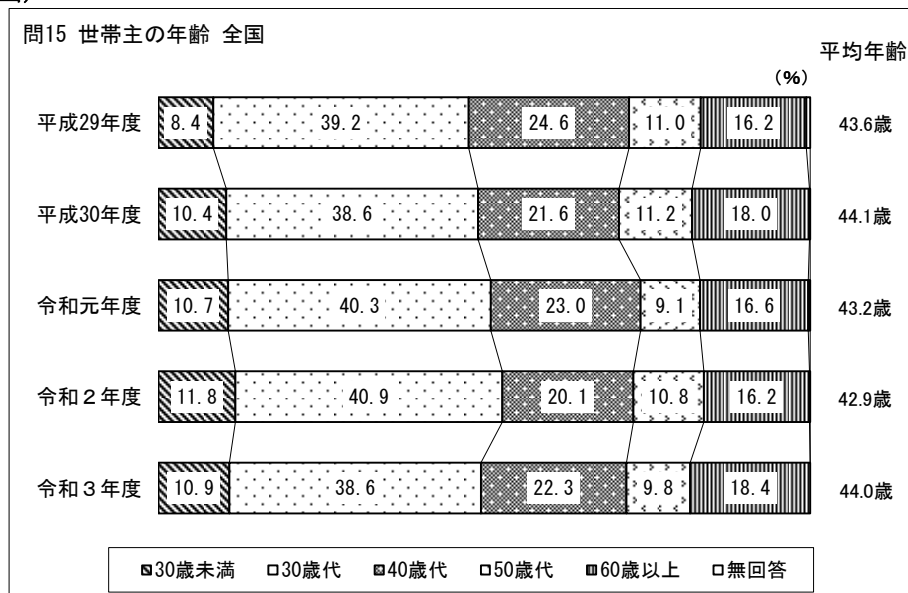 問15 世帯主の年齢 全国
平均年齢
(%)
平成29年度 8.4 39.2 24.6 11.0 16.2 43.6歳
平成30年度 10.4 38.6 21.6 11.2 18.0 44.1歳
令和元年度 10.7 40.3 23.0 9.1 16.6 43.2歳
令和２年度 11.8 40.9 20.1 10.8 16.2 42.9歳
令和３年度 10.9 38.6 22.3 9.8 18.4 44.0歳
30歳未満 30歳代 40歳代 50歳代 60歳以上 無回答